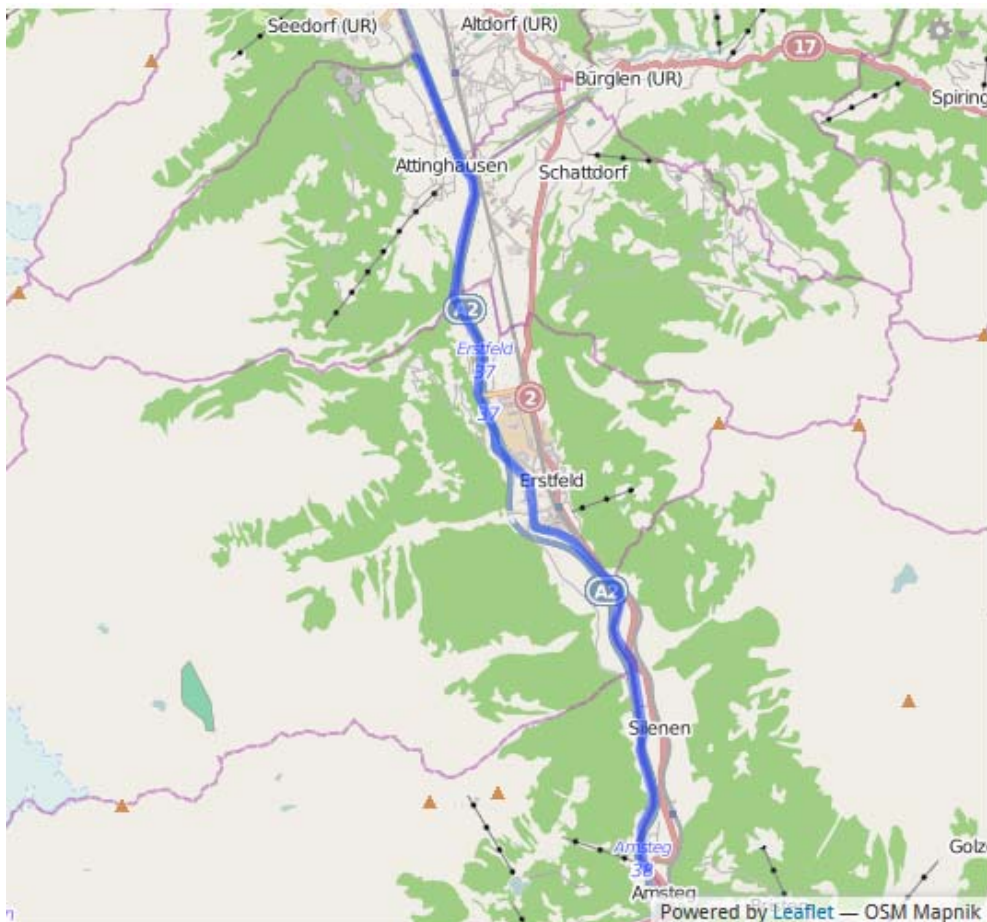 Seedorf (UR)
Altdorf (UR)
17
Bürglen (UR)
Spiring
Attinghausen
Schattdorf
A2
Erstfeld
37
2
37
Erstfeld
A2
Silenen
Amsteg
38
Golz
Amsteg
Powered by Leaflet — OSM Mapnik